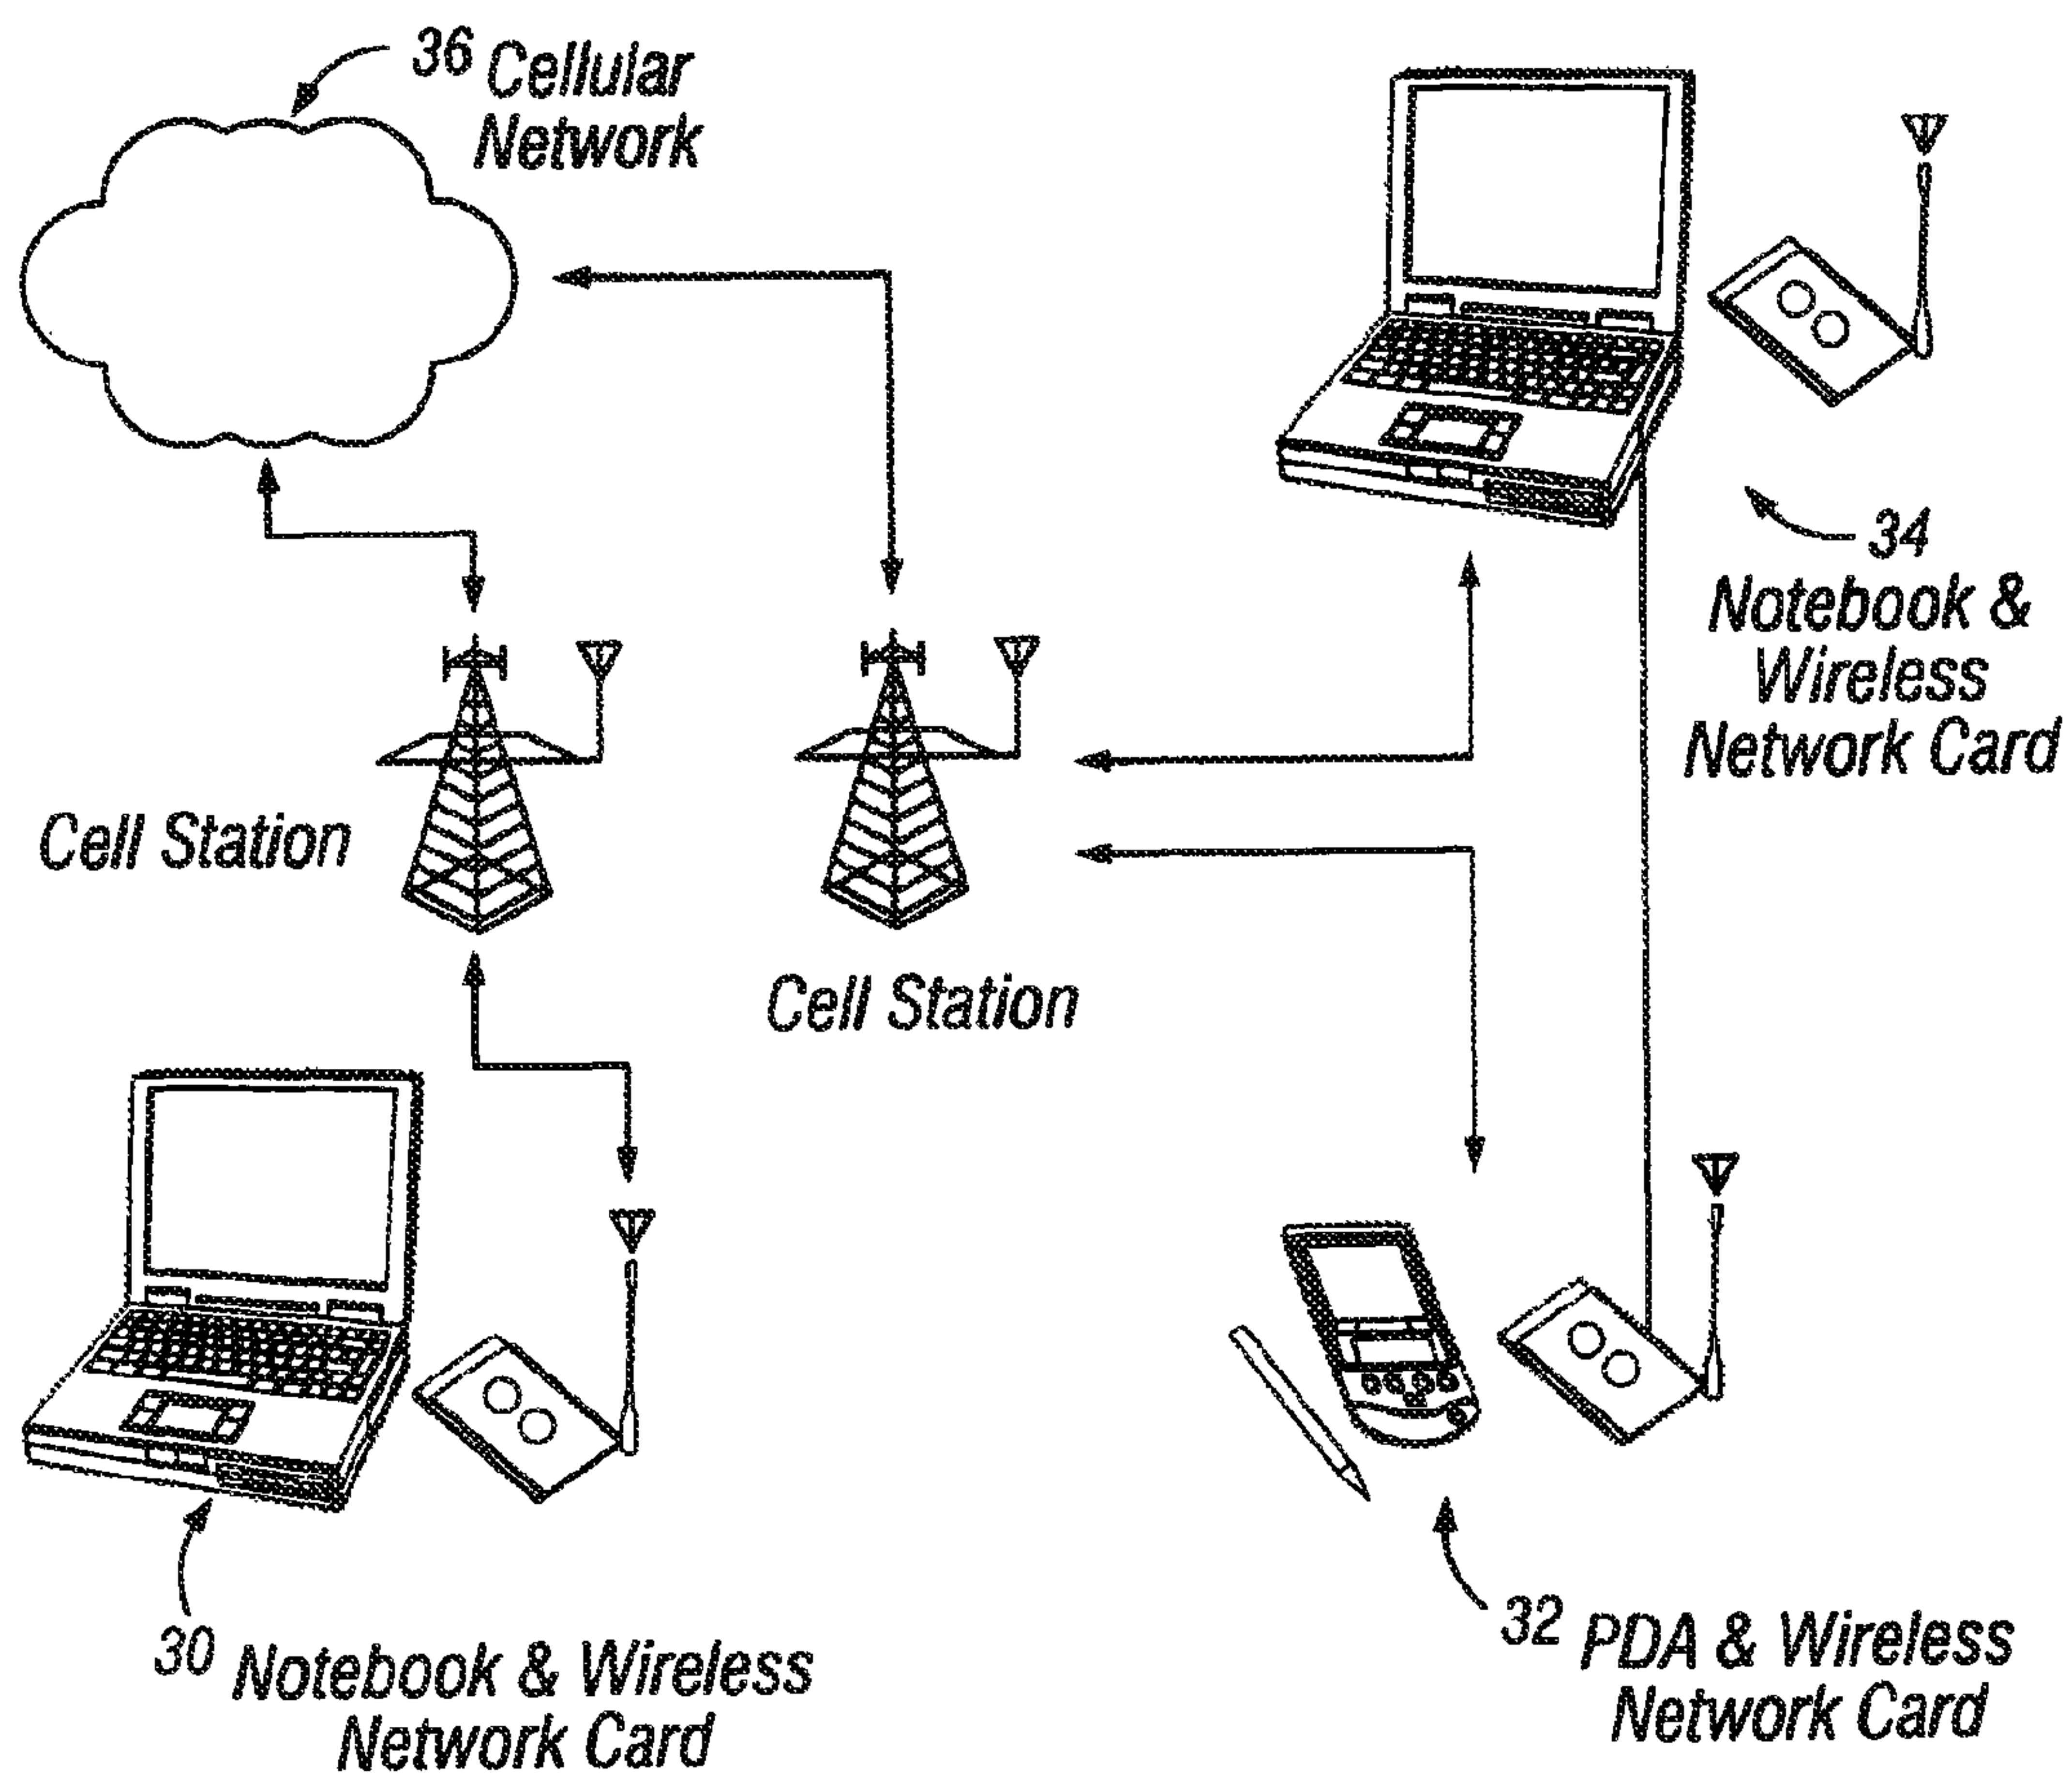 36 Cellular
Network
34
Notebook &
Wireless
Network Card
Cell Station
Cell Station
30 Notebook & Wireless
Network Card
32 PDA & Wireless
Network Card